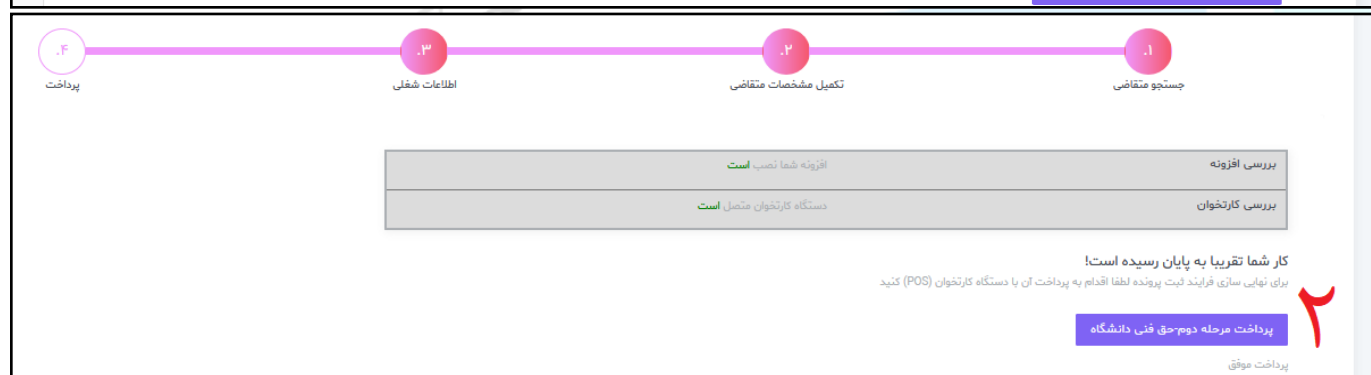 ۱.
۲.
۳.
۴.
جستجو متقاضی
تکمیل مشخصات متقاضی
اطلاعات شغلی
پرداخت
بررسی افزونه
افزونه شما نصب است
بررسی کارتخوان
دستگاه کارتخوان متصل است
کار شما تقریبا به پایان رسیده است!
برای نهایی سازی فرایند ثبت پرونده لطفا اقدام به پرداخت آن با دستگاه کارتخوان (POS) کنید
۲
پرداخت مرحله دوم-حق فنی دانشگاه
پرداخت موفق